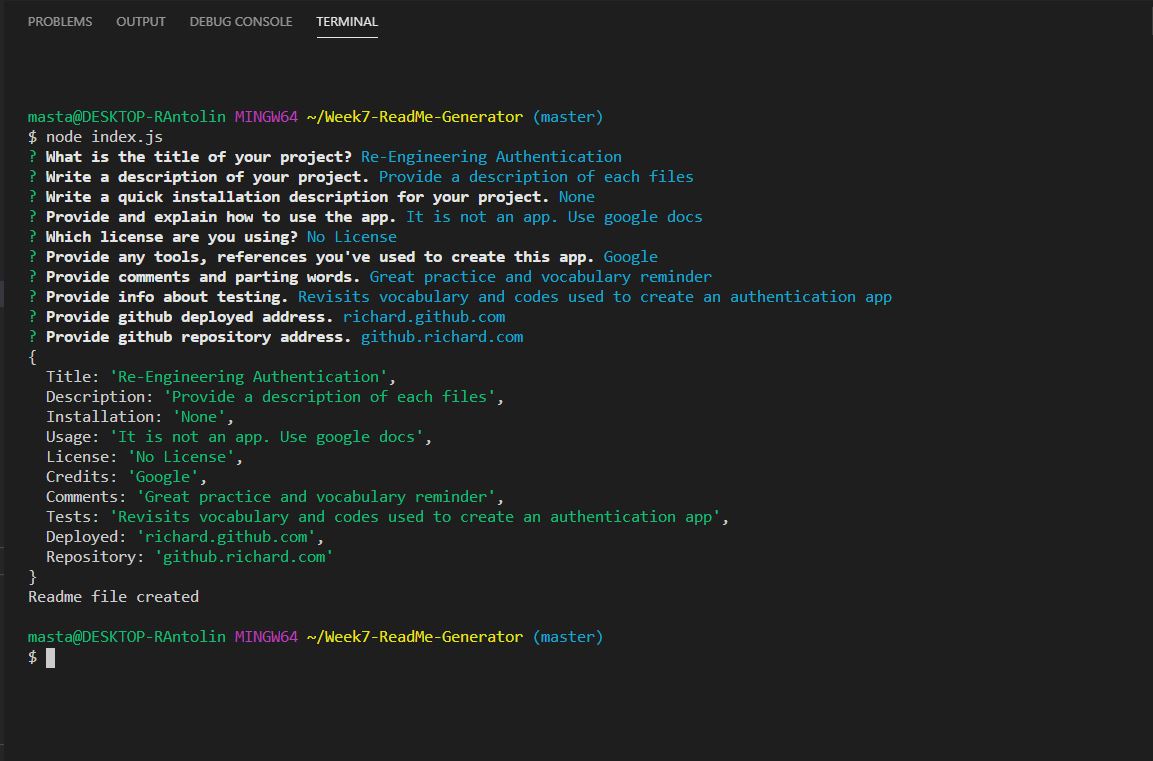 PROBLEMS OUTPUT DEBUG CONSOLE TERMINAL
masta@DESKTOP-RAntolin MINGW64 ~/Week7-ReadMe-Generator (master)
$ node index.js
? What is the title of your project? Re-Engineering Authentication
? Write a description of your project. Provide a description of each files
? Write a quick installation description for your project. None
? Provide and explain how to use the app. It is not an app. Use google docs
? Which license are you using? No License
? Provide any tools, references you've used to create this app. Google
? Provide comments and parting words. Great practice and vocabulary reminder
? Provide info about testing. Revisits vocabulary and codes used to create an authentication app
? Provide github deployed address. richard.github.com
? Provide github repository address. github.richard.com
{
  Title: 'Re-Engineering Authentication',
  Description: 'Provide a description of each files',
  Installation: 'None',
  Usage: 'It is not an app. Use google docs',
  License: 'No License',
  Credits: 'Google',
  Comments: 'Great practice and vocabulary reminder',
  Tests: 'Revisits vocabulary and codes used to create an authentication app',
  Deployed: 'richard.github.com',
  Repository: 'github.richard.com'
}
Readme file created
masta@DESKTOP-RAntolin MINGW64 ~/Week7-ReadMe-Generator (master)
$